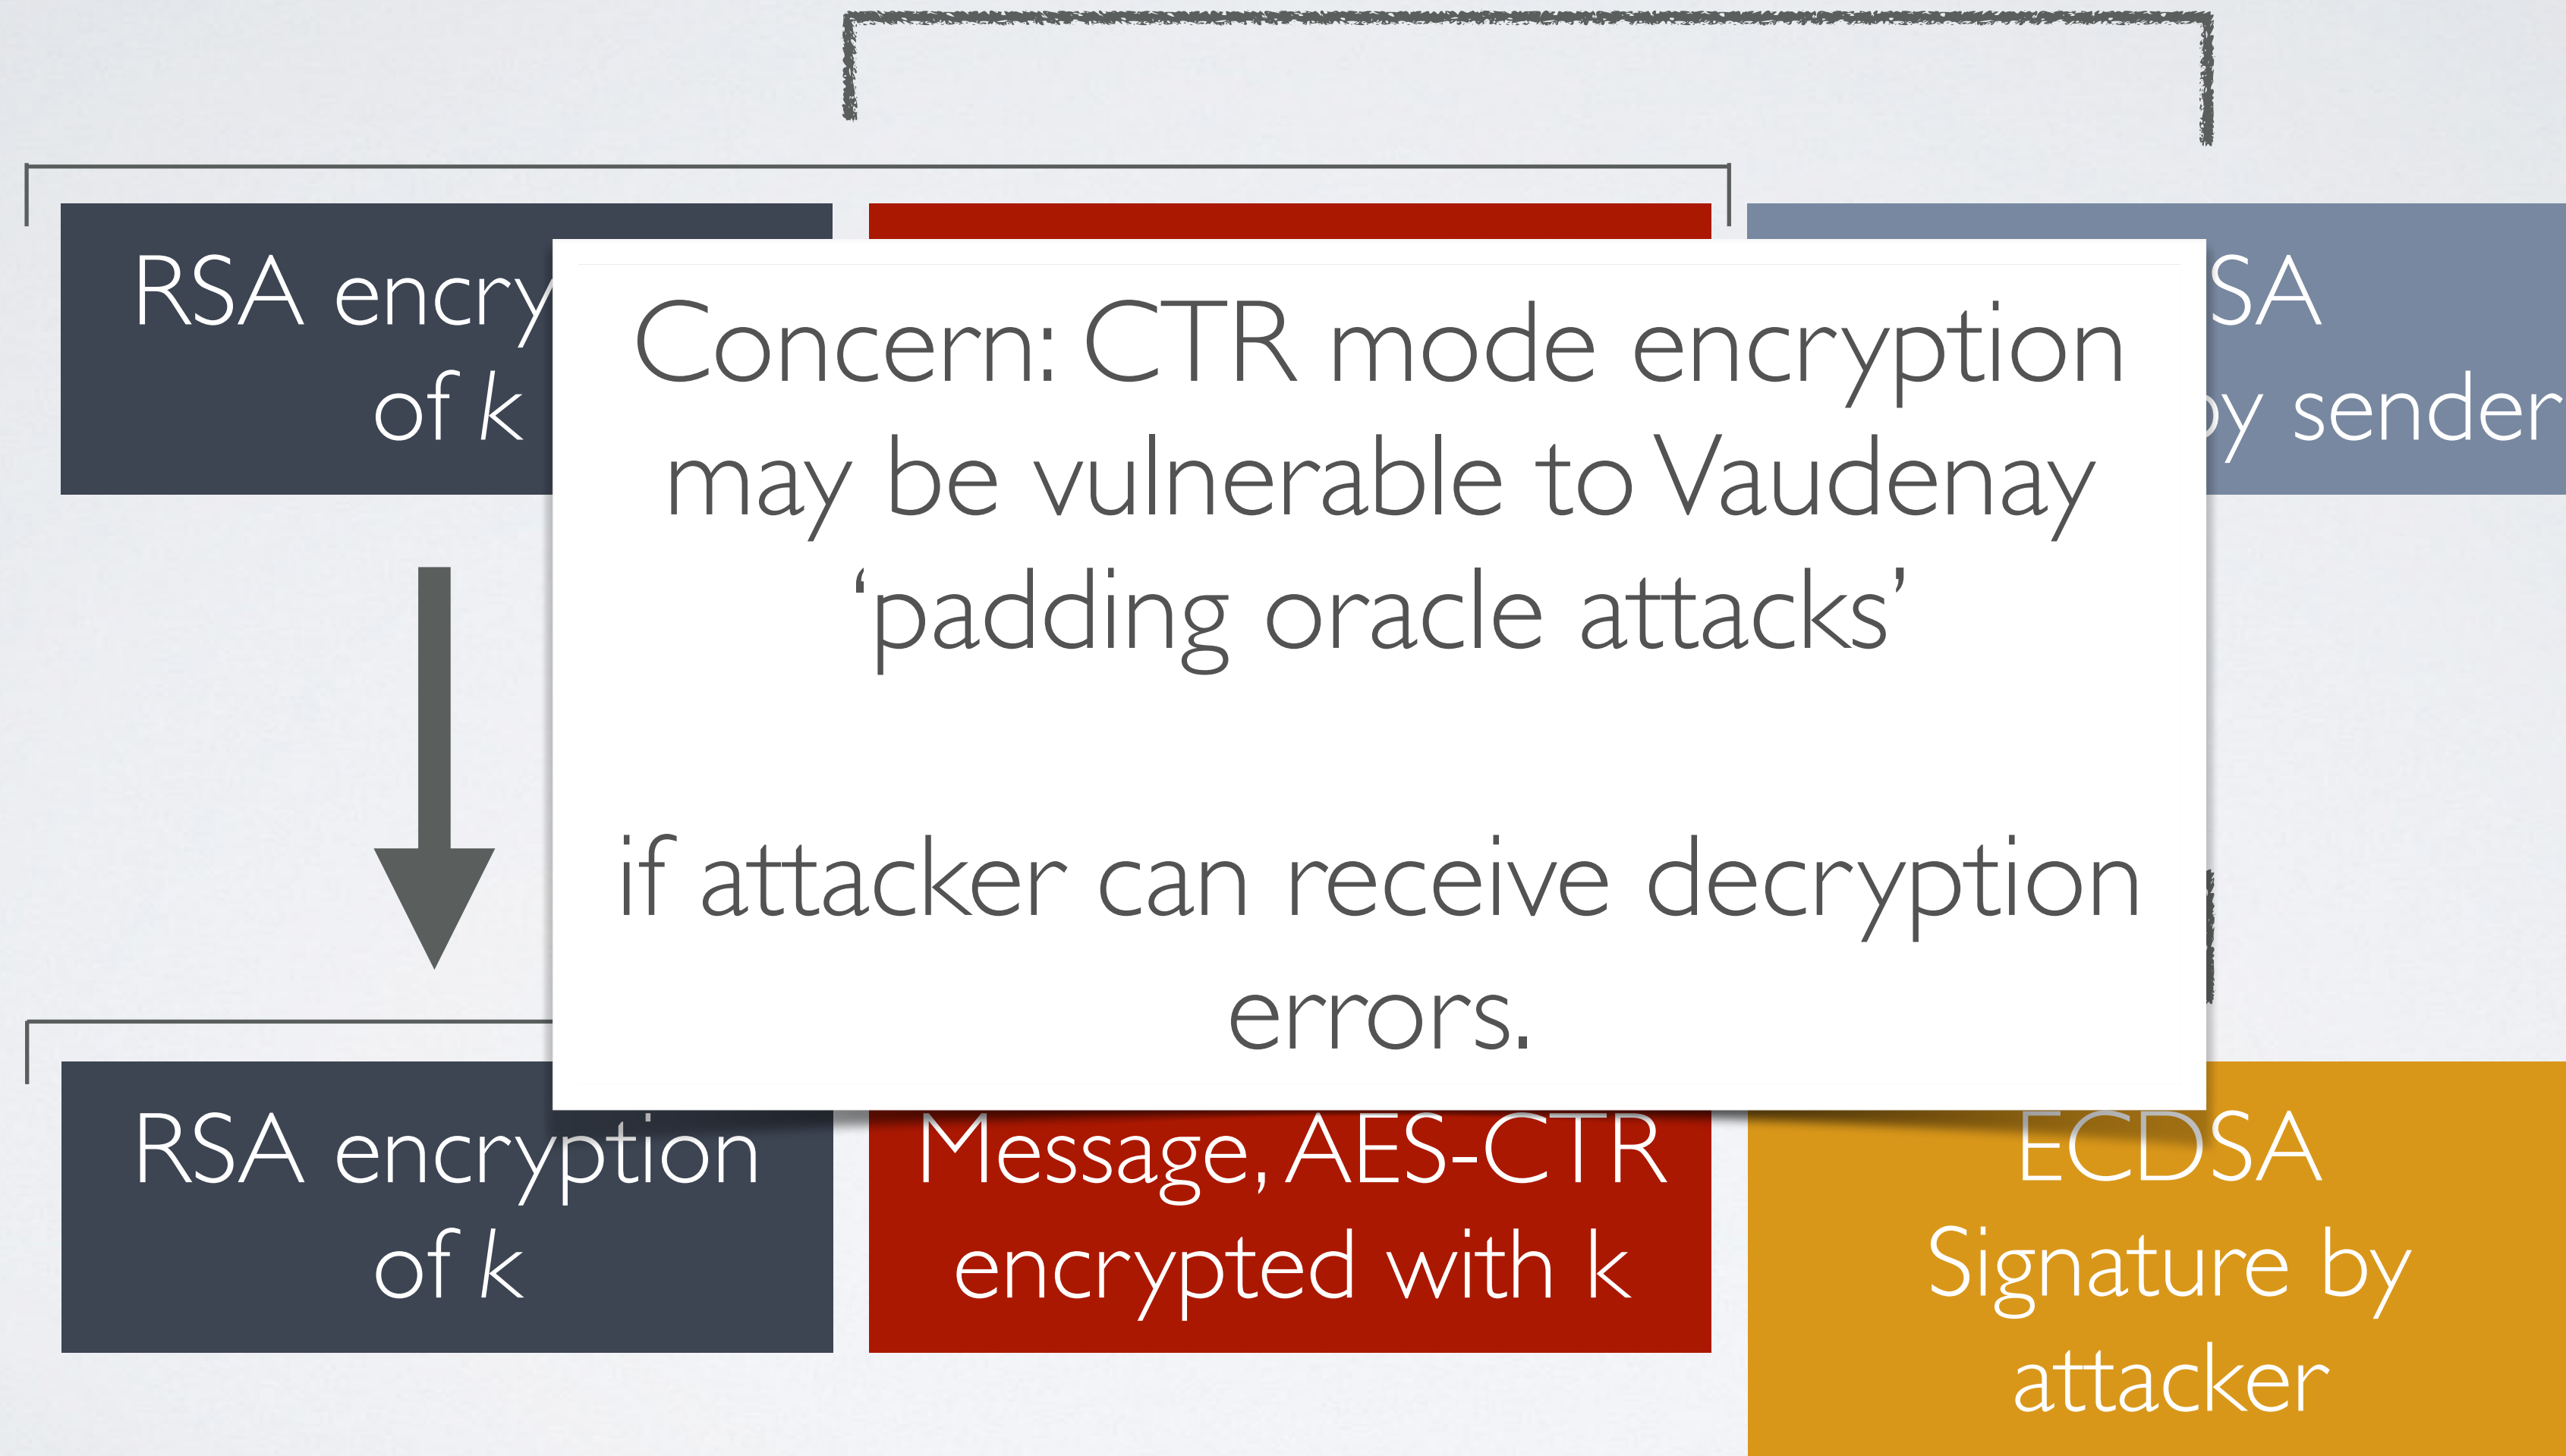 RSA encry
of k
SA
by sender
Concern: CTR mode encryption
may be vulnerable to Vaudenay
‘padding oracle attacks’
if attacker can receive decryption
errors.
RSA encryption
of k
Message, AES-CTR
encrypted with k
ECDSA
Signature by
attacker